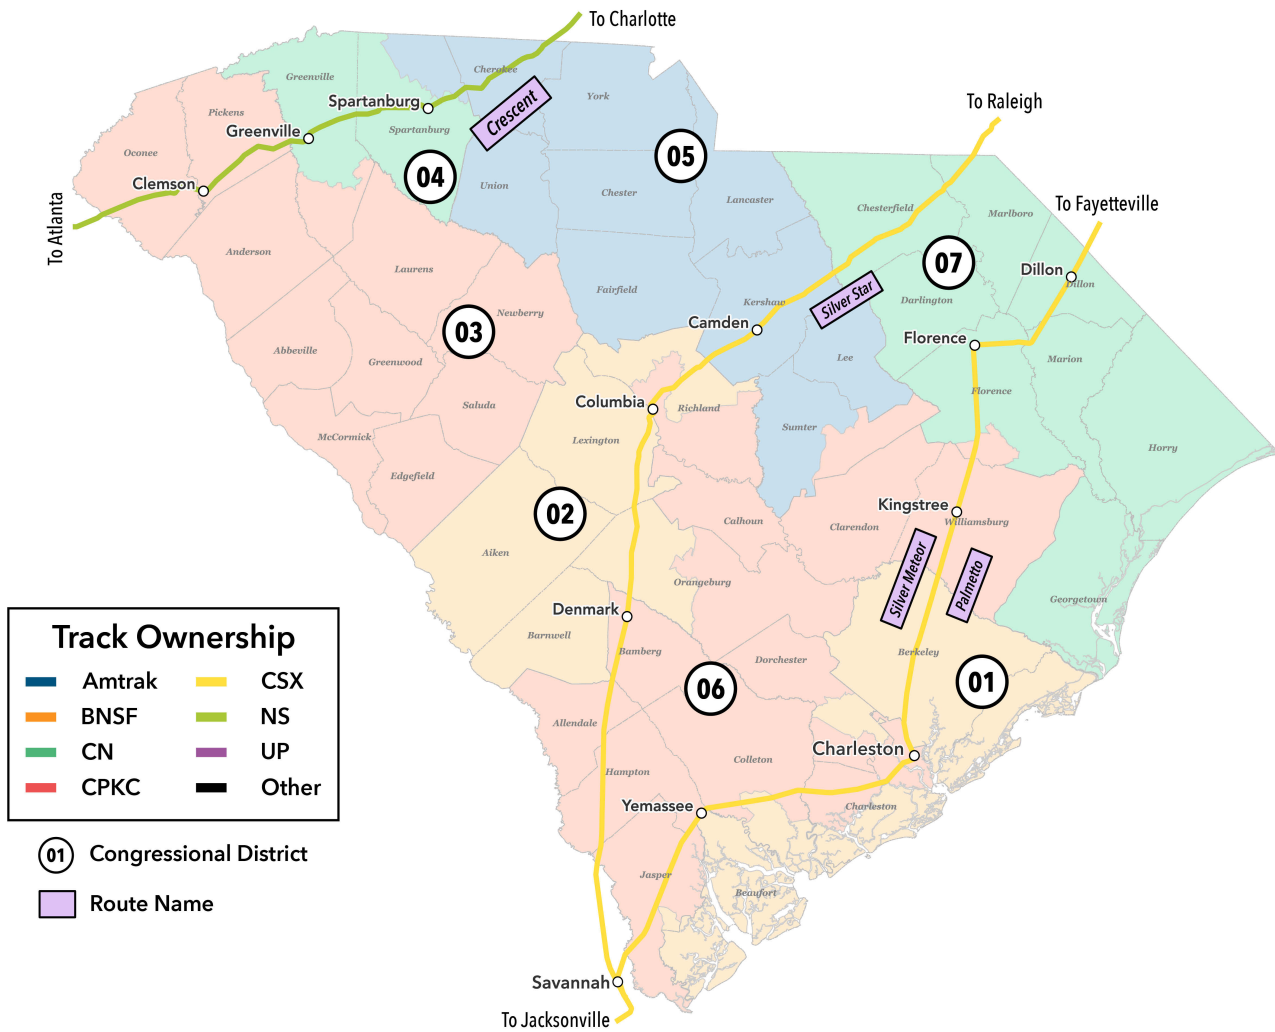 To Charlotte
Cherokee
Greenville
Spartanburg
York
Crescent
To Raleigh
Pickens
Greenville
Spartanburg
Oconee
05
04
Clemson
Union
Chester
Lancaster
To Atlanta
Chesterfield
Marlboro
To Fayetteville
Anderson
Laurens
07
Dillon
Dillon
Fairfield
Kershaw
Silver Star
Darlington
Newberry
03
Camden
Florence
Abbeville
Greenwood
Lee
Marion
Columbia
Richland
Florence
Saluda
Lexington
Sumter
McCormick
Horry
Edgefield
02
Calhoun
Kingstree
Clarendon
Williamsburg
Aiken
Orangeburg
Silver Meteor
Palmetto
Georgetown
Denmark
Barnwell
Bamberg
Dorchester
Berkeley
06
01
Allendale
Charleston
Colleton
Hampton
Yemassee
Charleston
Jasper
Beaufort
Savannah
To Jacksonville
Track Ownership
Amtrak
CSX
BNSF
NS
CN
UP
CPKC
Other
01 Congressional District
Route Name